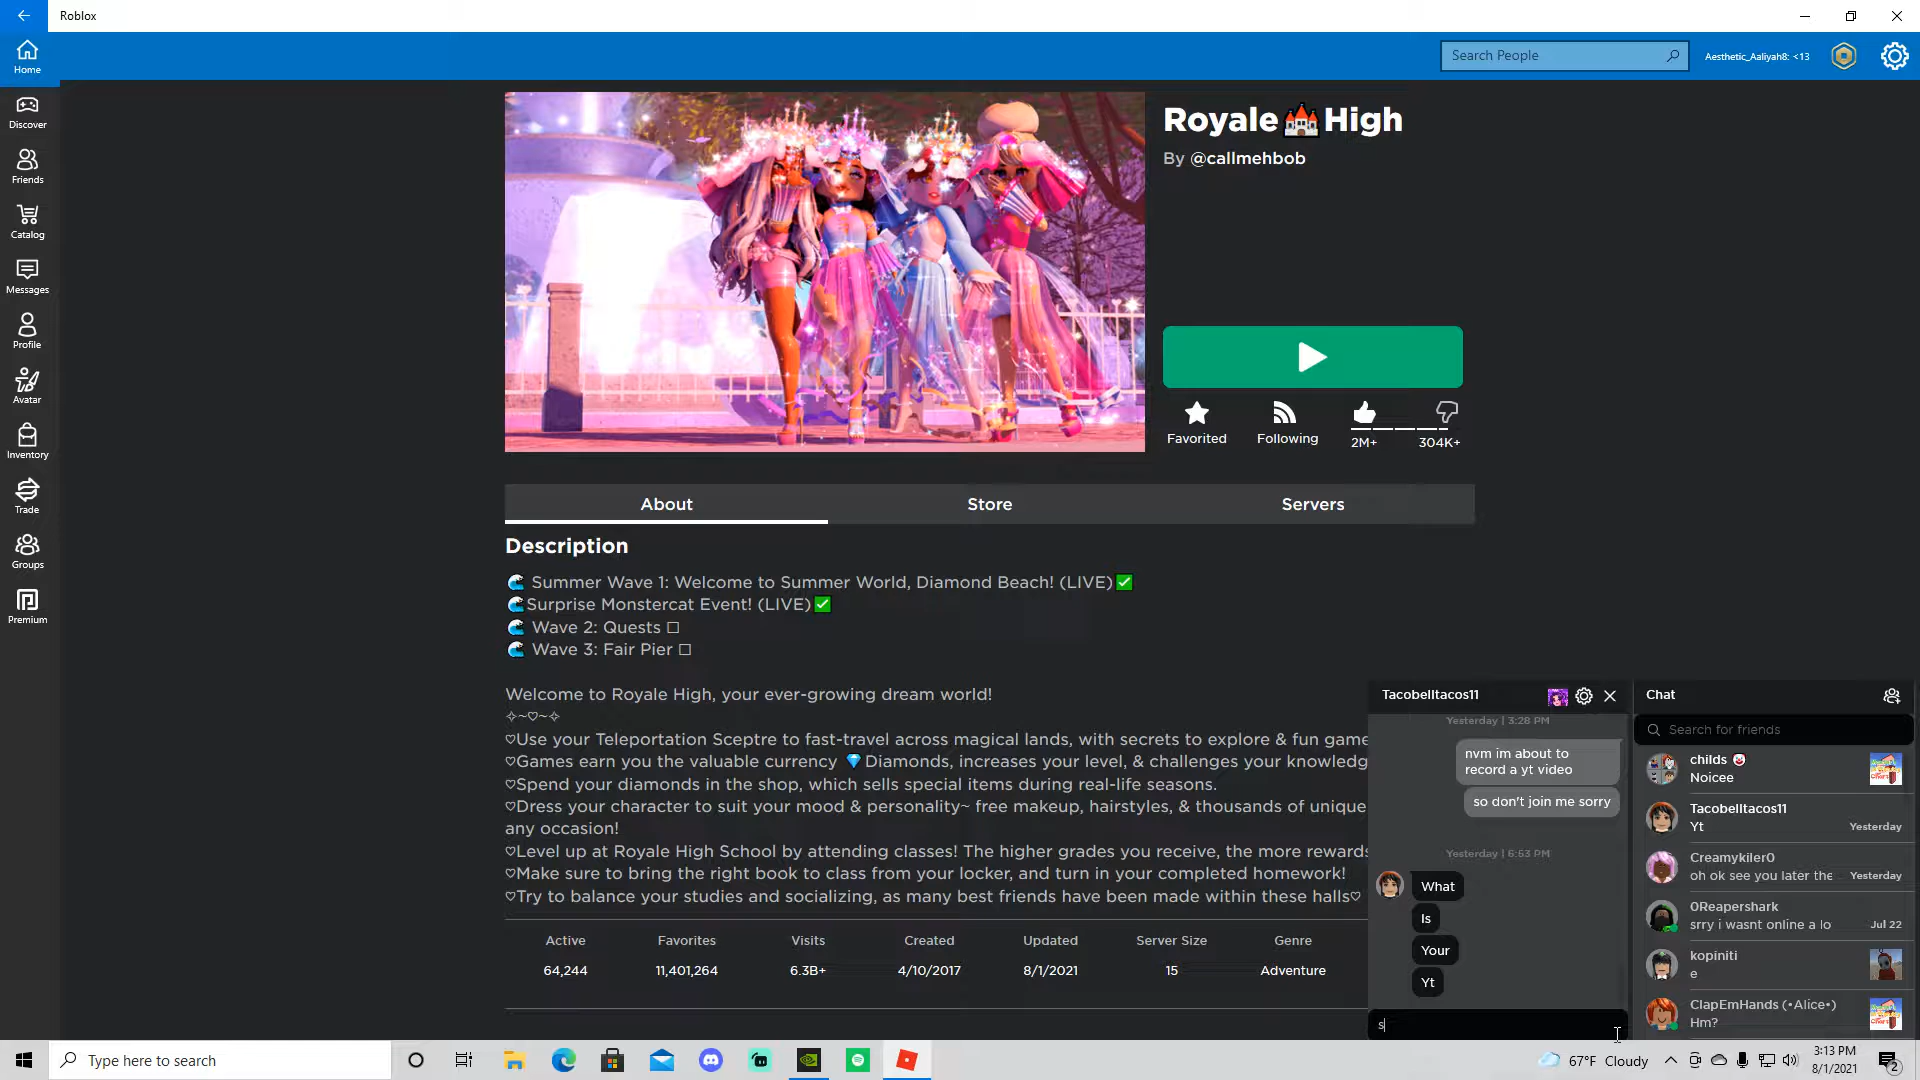 Roblox
Home
Search People
Aesthetic_Aaliyah8: <13
Discover
Friends
Catalog
Messages
Profile
Avatar
Inventory
Trade
Groups
Premium
Royale🏰High
By @callmehbob
Favorited
Following
2M+
304K+
About
Store
Servers
Description
🌊 Summer Wave 1: Welcome to Summer World, Diamond Beach! (LIVE)✅
🌊Surprise Monstercat Event! (LIVE)✅
🌊 Wave 2: Quests ☐
🌊 Wave 3: Fair Pier ☐
Welcome to Royale High, your ever-growing dream world!
✧~♡~✧
♡Use your Teleportation Sceptre to fast-travel across magical lands, with secrets to explore & fun game
♡Games earn you the valuable currency 💎Diamonds, increases your level, & challenges your knowledg
♡Spend your diamonds in the shop, which sells special items during real-life seasons.
♡Dress your character to suit your mood & personality~ free makeup, hairstyles, & thousands of unique
any occasion!
♡Level up at Royale High School by attending classes! The higher grades you receive, the more rewards
♡Make sure to bring the right book to class from your locker, and turn in your completed homework!
♡Try to balance your studies and socializing, as many best friends have been made within these halls♡
Active
Favorites
Visits
Created
Updated
Server Size
Genre
64,244
11,401,264
6.3B+
4/10/2017
8/1/2021
15
Adventure
Tacobelltacos11
Yesterday | 3:28 PM
nvm im about to
record a yt video
so don't join me sorry
Yesterday | 6:53 PM
What
Is
Your
Yt
s
Chat
Search for friends
childs 🤡
Noicee
Tacobelltacos11
Yt
Yesterday
Creamykiler0
oh ok see you later the
Yesterday
0Reapershark
srry i wasnt online a lo
Jul 22
kopiniti
e
ClapEmHands (•Alice•)
Hm?
Type here to search
67°F Cloudy
3:13 PM
8/1/2021
2